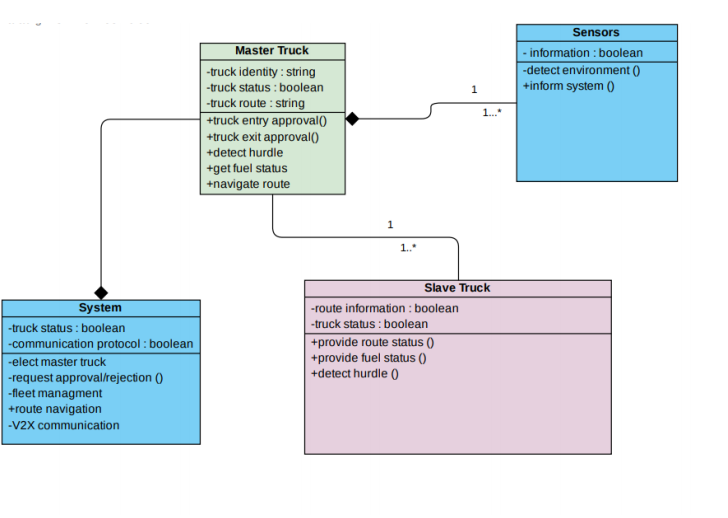 Sensors
- information : boolean
-detect environment ()
+inform system ()
Master Truck
-truck identity : string
-truck status : boolean
-truck route : string
+truck entry approval()
+truck exit approval()
+detect hurdle
+get fuel status
+navigate route
1
1...*
1
1..*
Slave Truck
-route information : boolean
-truck status : boolean
+provide route status ()
+provide fuel status ()
+detect hurdle ()
System
-truck status : boolean
-communication protocol : boolean
-elect master truck
-request approval/rejection ()
-fleet managment
+route navigation
-V2X communication